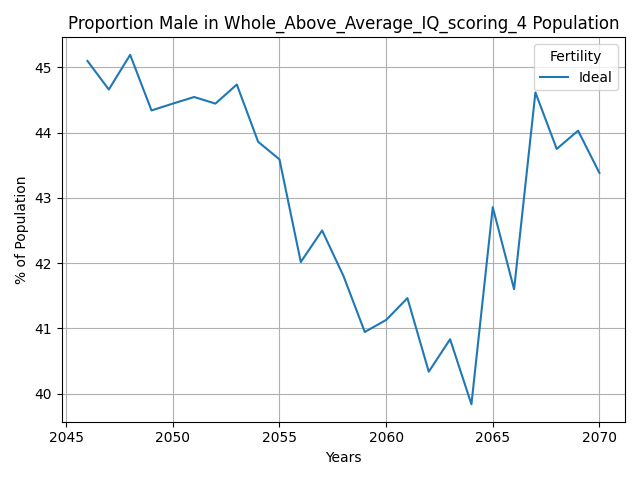 Proportion Male in Whole_Above_Average_IQ_scoring_4 Population
Fertility
Ideal
45
44
43
42
41
40
% of Population
2045
2050
2055
2060
2065
2070
Years